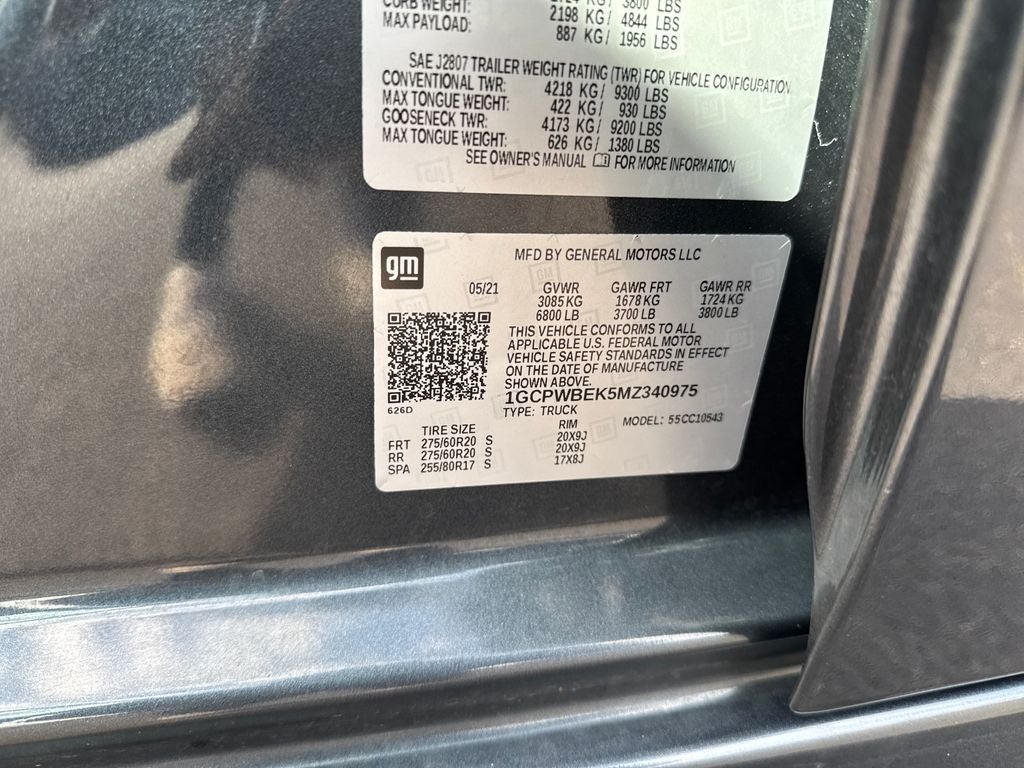 CURB WEIGHT: 2198 KG/ 4844 LBS
MAX PAYLOAD: 887 KG/ 1956 LBS
SAE J2807 TRAILER WEIGHT RATING (TWR) FOR VEHICLE CONFIGURATION
CONVENTIONAL TWR: 4218 KG/ 9300 LBS
MAX TONGUE WEIGHT: 422 KG/ 930 LBS
GOOSENECK TWR: 4173 KG/ 9200 LBS
MAX TONGUE WEIGHT: 626 KG/ 1380 LBS
SEE OWNER'S MANUAL FOR MORE INFORMATION
gm
MFD BY GENERAL MOTORS LLC
05/21 GVWR GAWR FRT GAWR RR
3085 KG 1678 KG 1724 KG
6800 LB 3700 LB 3800 LB
THIS VEHICLE CONFORMS TO ALL
APPLICABLE U.S. FEDERAL MOTOR
VEHICLE SAFETY STANDARDS IN EFFECT
ON THE DATE OF MANUFACTURE
SHOWN ABOVE.
1GCPWBEK5MZ340975
626D
TYPE: TRUCK MODEL: 55CC10543
TIRE SIZE RIM
FRT 275/60R20 S 20X9J
RR 275/60R20 S 20X9J
SPA 255/80R17 S 17X8J